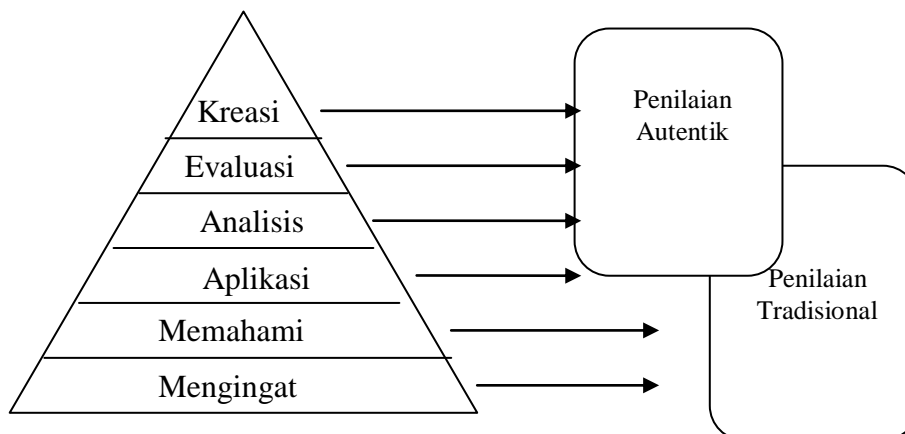 Kreasi
Evaluasi
Analisis
Aplikasi
Memahami
Mengingat
Penilaian
Autentik
Penilaian
Tradisional